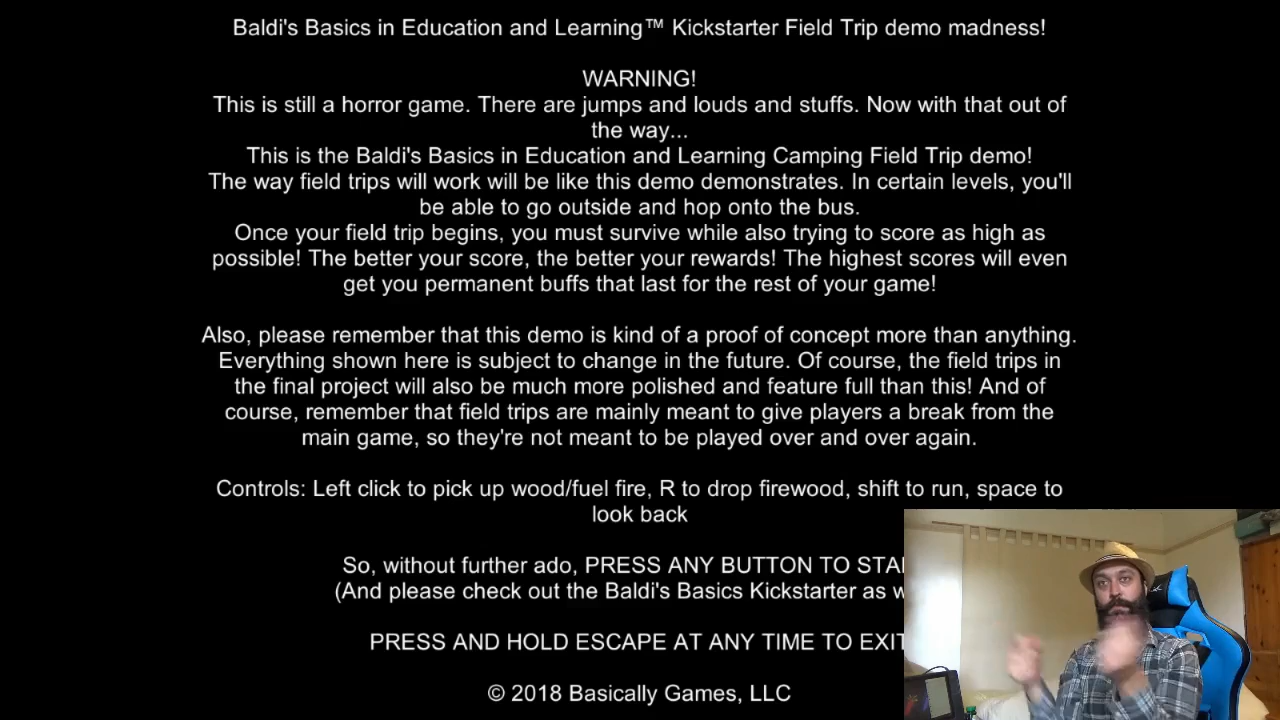 Baldi's Basics in Education and Learning™ Kickstarter Field Trip demo madness!
WARNING!
This is still a horror game. There are jumps and louds and stuffs. Now with that out of
the way...
This is the Baldi's Basics in Education and Learning Camping Field Trip demo!
The way field trips will work will be like this demo demonstrates. In certain levels, you'll
be able to go outside and hop onto the bus.
Once your field trip begins, you must survive while also trying to score as high as
possible! The better your score, the better your rewards! The highest scores will even
get you permanent buffs that last for the rest of your game!
Also, please remember that this demo is kind of a proof of concept more than anything.
Everything shown here is subject to change in the future. Of course, the field trips in
the final project will also be much more polished and feature full than this! And of
course, remember that field trips are mainly meant to give players a break from the
main game, so they're not meant to be played over and over again.
Controls: Left click to pick up wood/fuel fire, R to drop firewood, shift to run, space to
look back
So, without further ado, PRESS ANY BUTTON TO
(And please check out the Baldi's Basics Kickstarter as
PRESS AND HOLD ESCAPE AT ANY TIME TO EXIT
© 2018 Basically Games, LLC